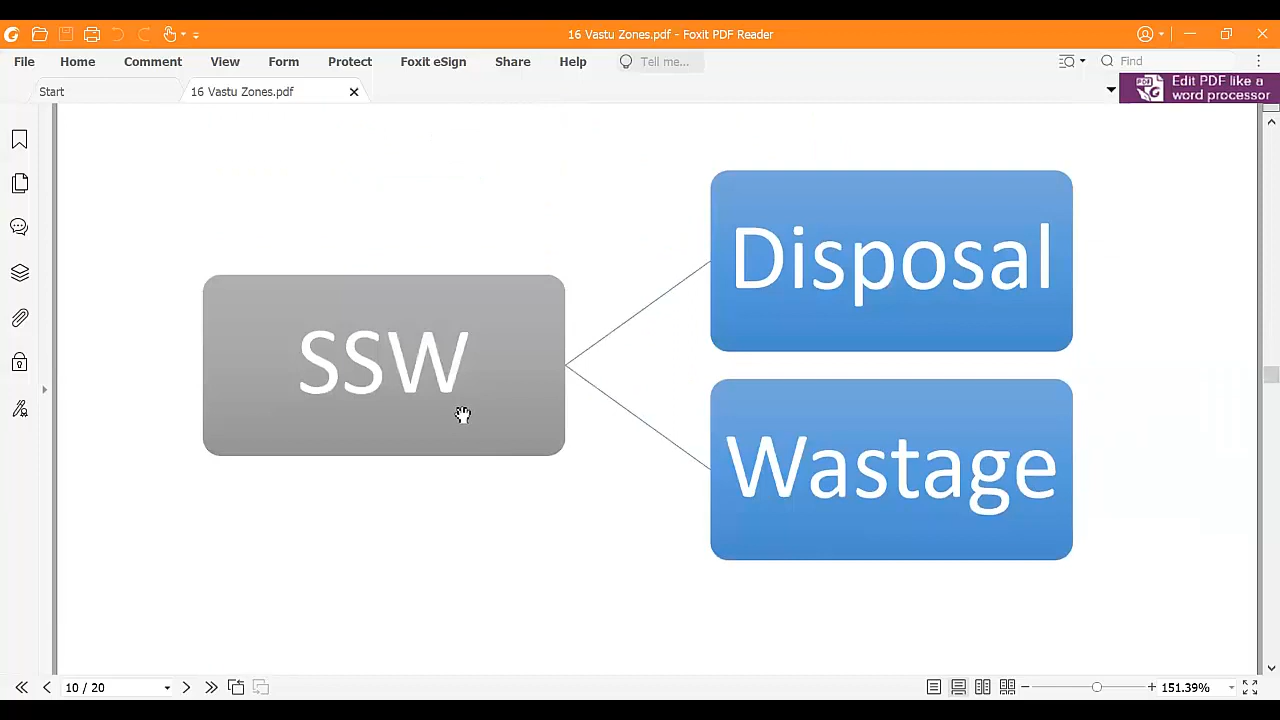 16 Vastu Zones.pdf - Foxit PDF Reader
File Home Comment View Form Protect Foxit eSign Share Help Tell me... Find
Start 16 Vastu Zones.pdf
Edit PDF like a
word processor
SSW
Disposal
Wastage
10 / 20
151.39%